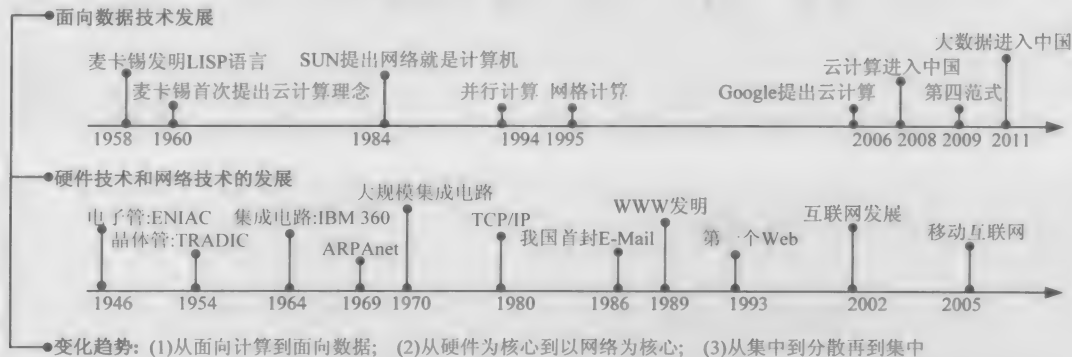 面向数据技术发展
大数据进入中国
麦卡锡发明LISP语言
SUN提出网络就是计算机
云计算进入中国
麦卡锡首次提出云计算理念
并行计算
网格计算
Google提出云计算
第四范式
1958
1960
1984
1994
1995
2006
2008
2009
2011
硬件技术和网络技术的发展
大规模集成电路
电子管:ENIAC
集成电路:IBM 360
TCP/IP
WWW发明
互联网发展
晶体管:TRADIC
ARPAnet
我国首封E-Mail
第一个Web
移动互联网
1946
1954
1964
1969
1970
1980
1986
1989
1993
2002
2005
变化趋势: (1)从面向计算到面向数据; (2)从硬件为核心到以网络为核心; (3)从集中到分散再到集中